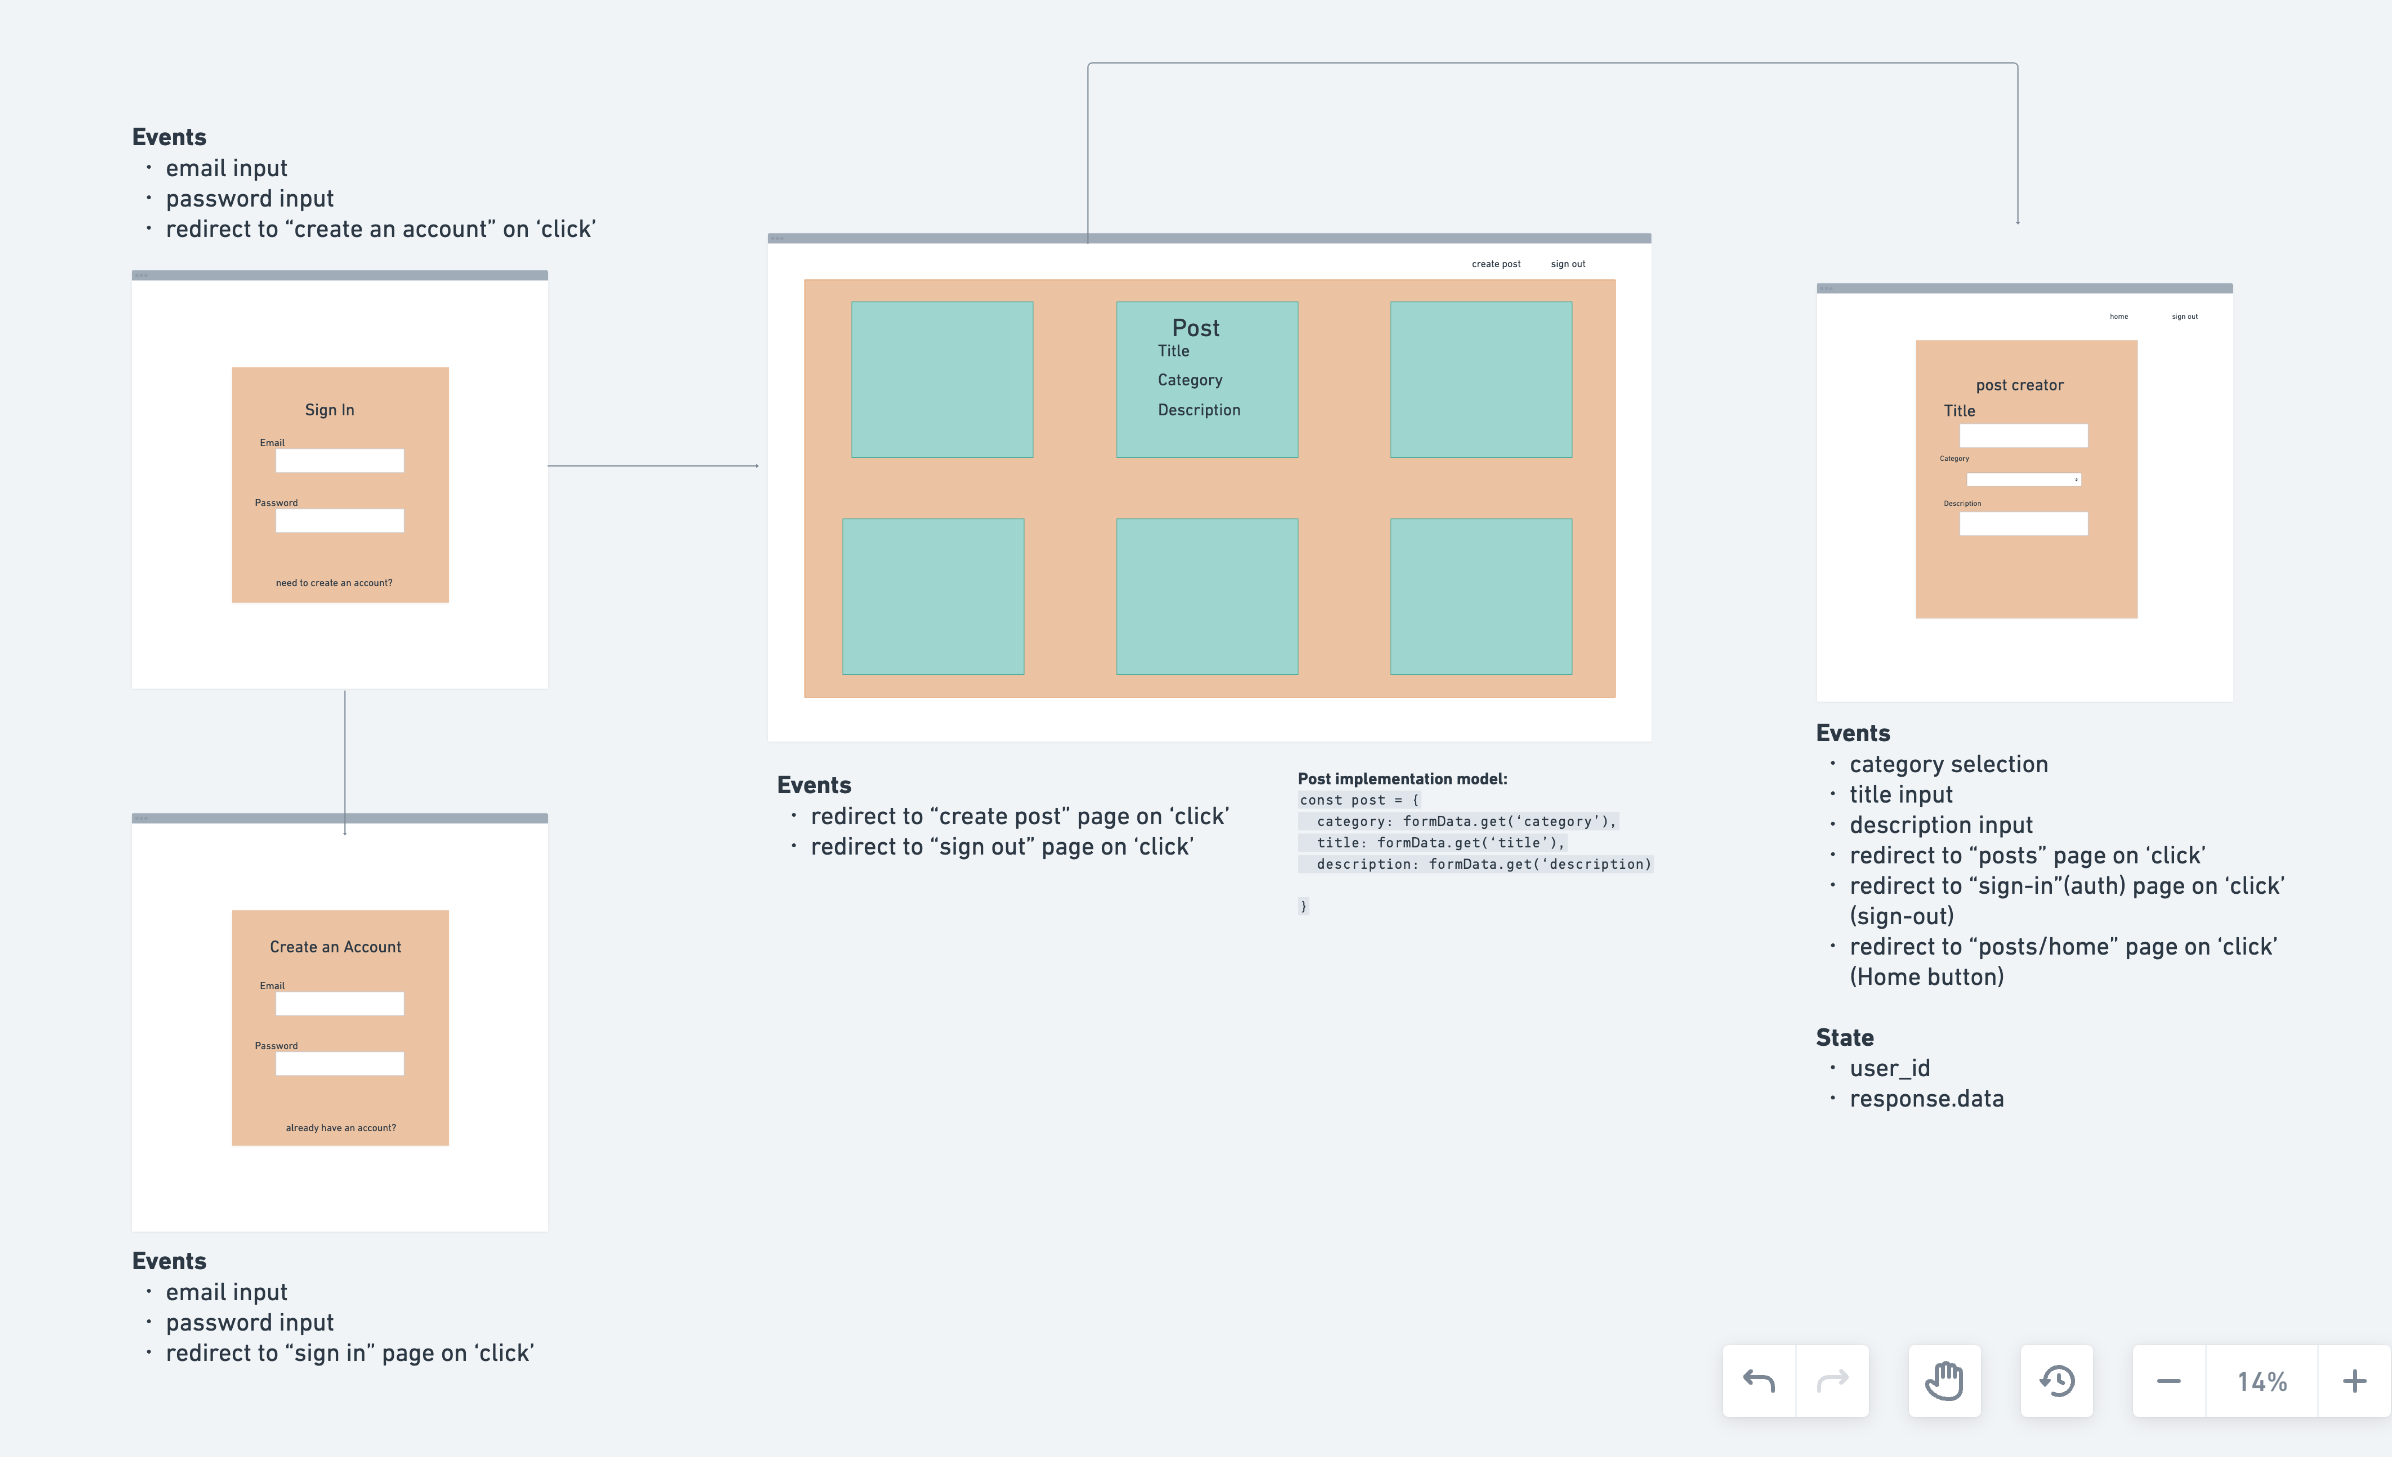 Events
• email input
• password input
• redirect to “create an account” on ‘click’
Sign In
Email
Password
need to create an account?
Create an Account
Email
Password
already have an account?
Events
• email input
• password input
• redirect to “sign in” page on ‘click’
create post sign out
Post
Title
Category
Description
Events
• redirect to “create post” page on ‘click’
• redirect to “sign out” page on ‘click’
Post implementation model:
const post = {
category: formData.get(‘category’),
title: formData.get(‘title’),
description: formData.get(‘description)
}
home sign out
post creator
Title
Category
Description
Events
• category selection
• title input
• description input
• redirect to “posts” page on ‘click’
• redirect to “sign-in”(auth) page on ‘click’
(sign-out)
• redirect to “posts/home” page on ‘click’
(Home button)
State
• user_id
• response.data
14%